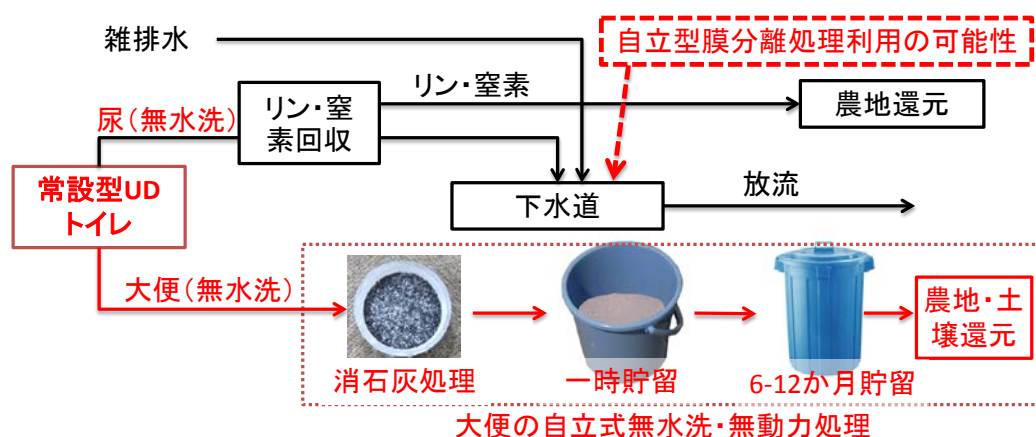 雑排水
自立型膜分離処理利用の可能性
リン・窒素
尿(無水洗)
リン・窒
素回収
農地還元
常設型UD
トイレ
下水道
放流
大便(無水洗)
消石灰処理
一時貯留
6-12か月貯留
農地・土
壌還元
大便の自立式無水洗・無動力処理